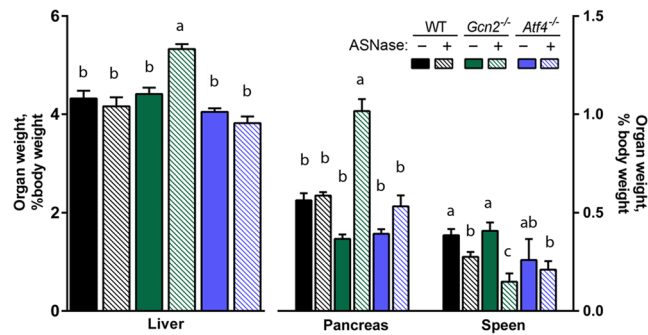 WT Gcn2-/- Atf4-/-
ASNase: – + – + – +
Organ weight,
%body weight
6
4
2
0
b b b a b b
b b b a b b
a b a c ab b
1.5
1.0
0.5
0.0
Organ weight,
% body weight
Liver Pancreas Speen